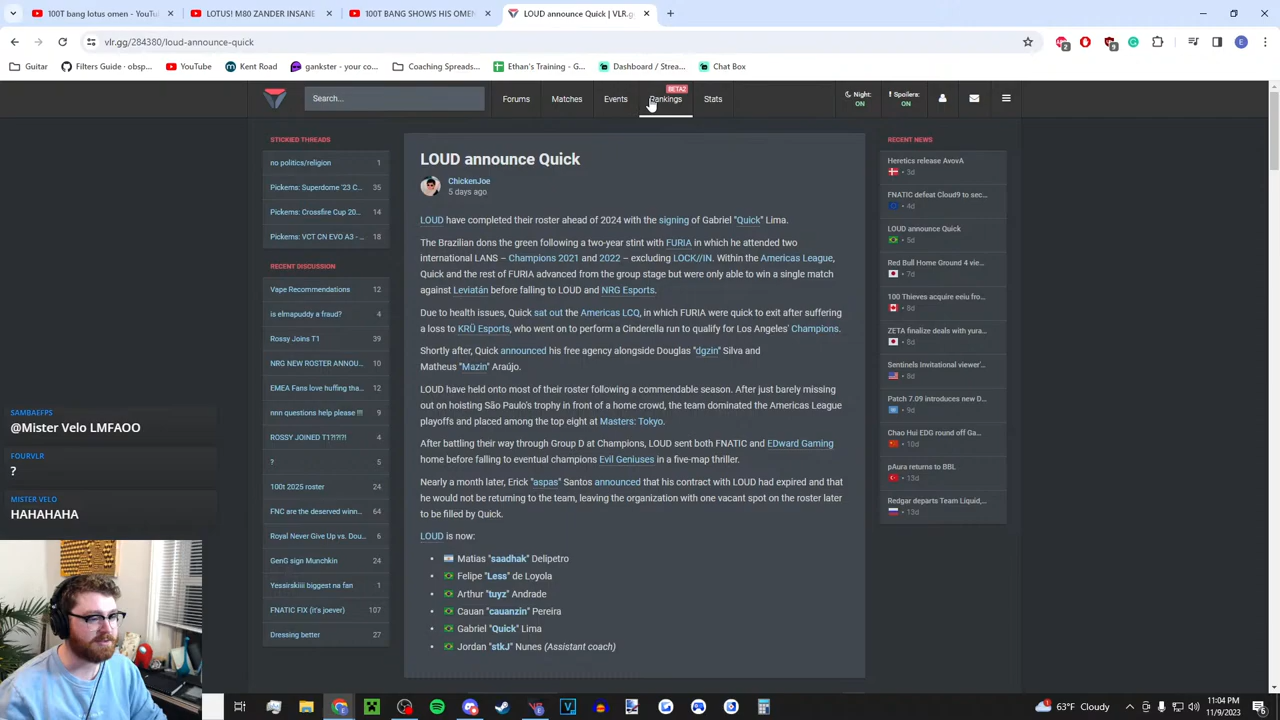 100T bang lotus omen - YouTub
LOTUS! M80 ZANDER INSANE
100T BANG SHOWS HIS OMEN
LOUD announce Quick | VLR.g
vlr.gg/284380/loud-announce-quick
Guitar
Filters Guide · obsp...
YouTube
Kent Road
gankster - your co...
Coaching Spreads...
Ethan's Training - G...
Dashboard / Strea...
Chat Box
Search...
Forums
Matches
Events
Rankings
BETA2
Stats
Night:
ON
Spoilers:
ON
STICKIED THREADS
no politics/religion 1
Pickems: Superdome '23 C... 35
Pickems: Crossfire Cup 20... 14
Pickems: VCT CN EVO A3 - ... 18
RECENT DISCUSSION
Vape Recommendations 12
is elmapuddy a fraud? 4
Rossy Joins T1 39
NRG NEW ROSTER ANNOU... 10
EMEA Fans love huffing tha... 12
nnn questions help please !!! 9
ROSSY JOINED T1?!?!?! 4
? 5
100t 2025 roster 24
FNC are the deserved winn... 64
Royal Never Give Up vs. Dou... 6
GenG sign Munchkin 24
Yessirskiii biggest na fan 1
FNATIC FIX (it's joever) 107
Dressing better 27
LOUD announce Quick
ChickenJoe
5 days ago
LOUD have completed their roster ahead of 2024 with the signing of Gabriel "Quick" Lima.
The Brazilian dons the green following a two-year stint with FURIA in which he attended two
international LANS – Champions 2021 and 2022 – excluding LOCK//IN. Within the Americas League,
Quick and the rest of FURIA advanced from the group stage but were only able to win a single match
against Leviatán before falling to LOUD and NRG Esports.
Due to health issues, Quick sat out the Americas LCQ, in which FURIA were quick to exit after suffering
a loss to KRÜ Esports, who went on to perform a Cinderella run to qualify for Los Angeles' Champions.
Shortly after, Quick announced his free agency alongside Douglas "dgzin" Silva and
Matheus "Mazin" Araújo.
LOUD have held onto most of their roster following a commendable season. After just barely missing
out on hoisting São Paulo's trophy in front of a home crowd, the team dominated the Americas League
playoffs and placed among the top eight at Masters: Tokyo.
After battling their way through Group D at Champions, LOUD sent both FNATIC and EDward Gaming
home before falling to eventual champions Evil Geniuses in a five-map thriller.
Nearly a month later, Erick "aspas" Santos announced that his contract with LOUD had expired and that
he would not be returning to the team, leaving the organization with one vacant spot on the roster later
to be filled by Quick.
LOUD is now:
• Matias "saadhak" Delipetro
• Felipe "Less" de Loyola
• Arthur "tuyz" Andrade
• Cauan "cauanzin" Pereira
• Gabriel "Quick" Lima
• Jordan "stkJ" Nunes (Assistant coach)
RECENT NEWS
Heretics release AvovA
• 3d
FNATIC defeat Cloud9 to sec...
• 4d
LOUD announce Quick
• 5d
Red Bull Home Ground 4 vie...
• 7d
100 Thieves acquire eeiu fro...
• 8d
ZETA finalize deals with yura...
• 8d
Sentinels Invitational viewer'...
• 8d
Patch 7.09 introduces new D...
• 9d
Chao Hui EDG round off Ga...
• 10d
pAura returns to BBL
• 13d
Redgar departs Team Liquid,...
• 13d
SAMBAEFPS
@Mister Velo LMFAOO
FOURVLR
?
MISTER VELO
HAHAHAHA
63°F Cloudy
11:04 PM
11/9/2023